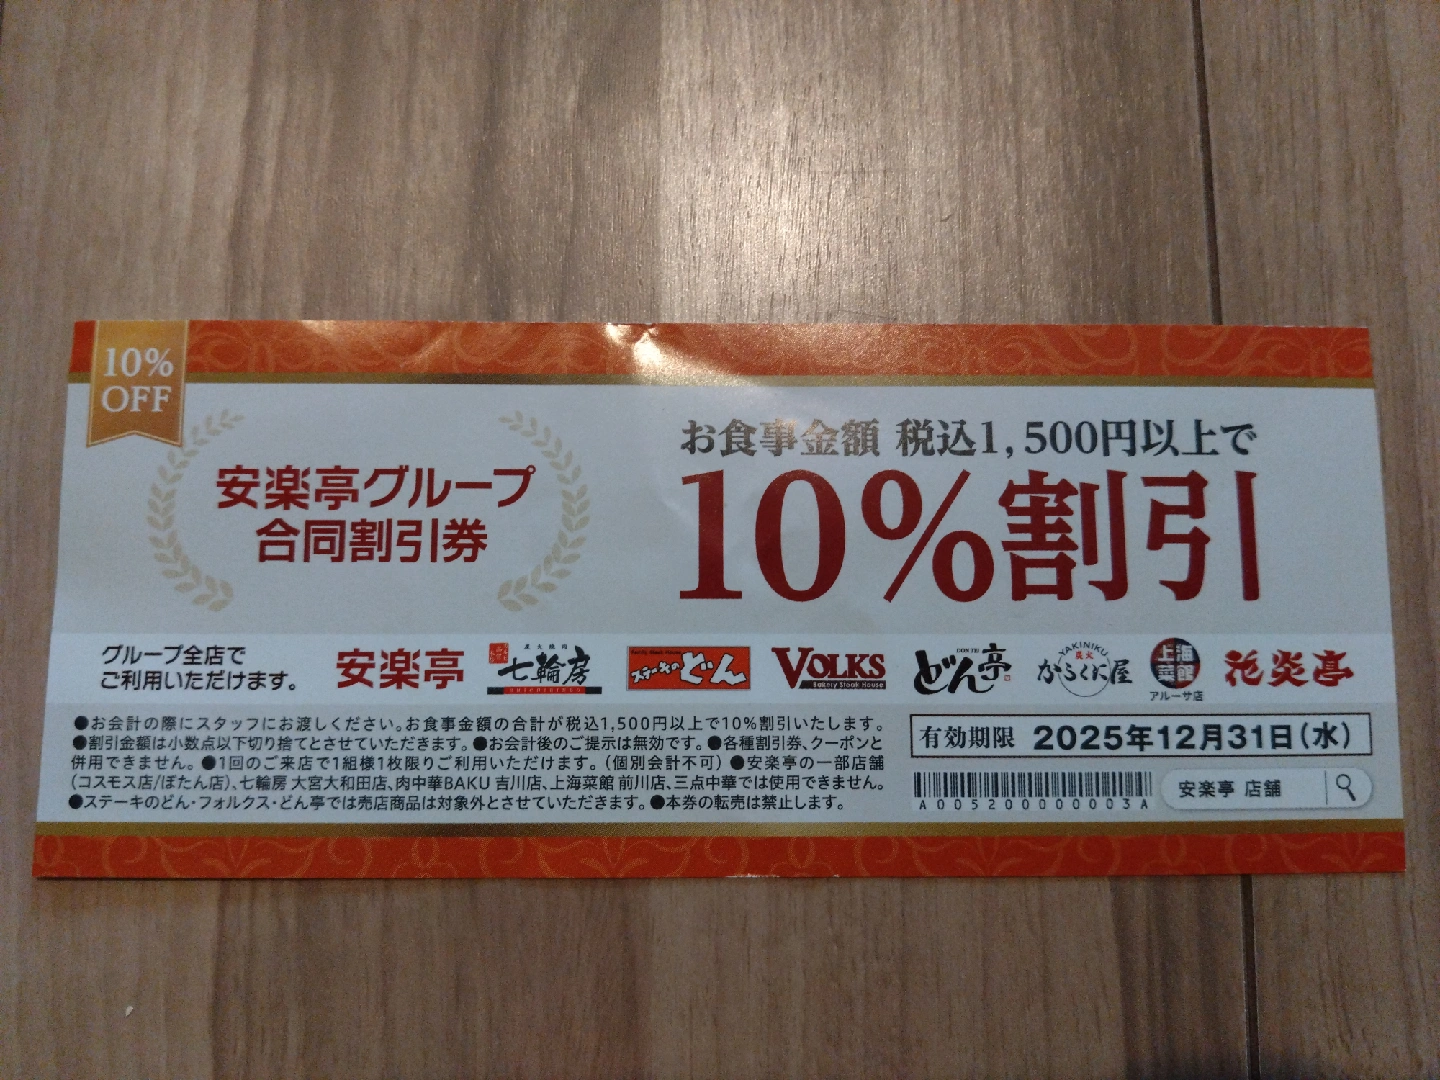 10%
OFF
安楽亭グループ
合同割引券
お食事金額 税込1,500円以上で
10%割引
グループ全店で
ご利用いただけます。
安楽亭
炭火焼肉
七輪房
SHICHIRINBOU
ステーキのどん
VOLKS
Bakery Steak House
DON TEI
どん亭
YAKINIKU
炭火
からくに屋
上海
菜館
アルーサ店
花炎亭
●お会計の際にスタッフにお渡しください。お食事金額の合計が税込1,500円以上で10%割引いたします。
●割引金額は小数点以下切り捨てとさせていただきます。●お会計後のご提示は無効です。●各種割引券、クーポンと
併用できません。●1回のご来店で1組様1枚限りご利用いただけます。（個別会計不可）●安楽亭の一部店舗
（コスモス店/ぼたん店）、七輪房 大宮大和田店、肉中華BAKU 吉川店、上海菜館 前川店、三点中華では使用できません。
●ステーキのどん・フォルクス・どん亭では売店商品は対象外とさせていただきます。●本券の転売は禁止します。
有効期限 2025年12月31日（水）
A0052000000003A
安楽亭 店舗